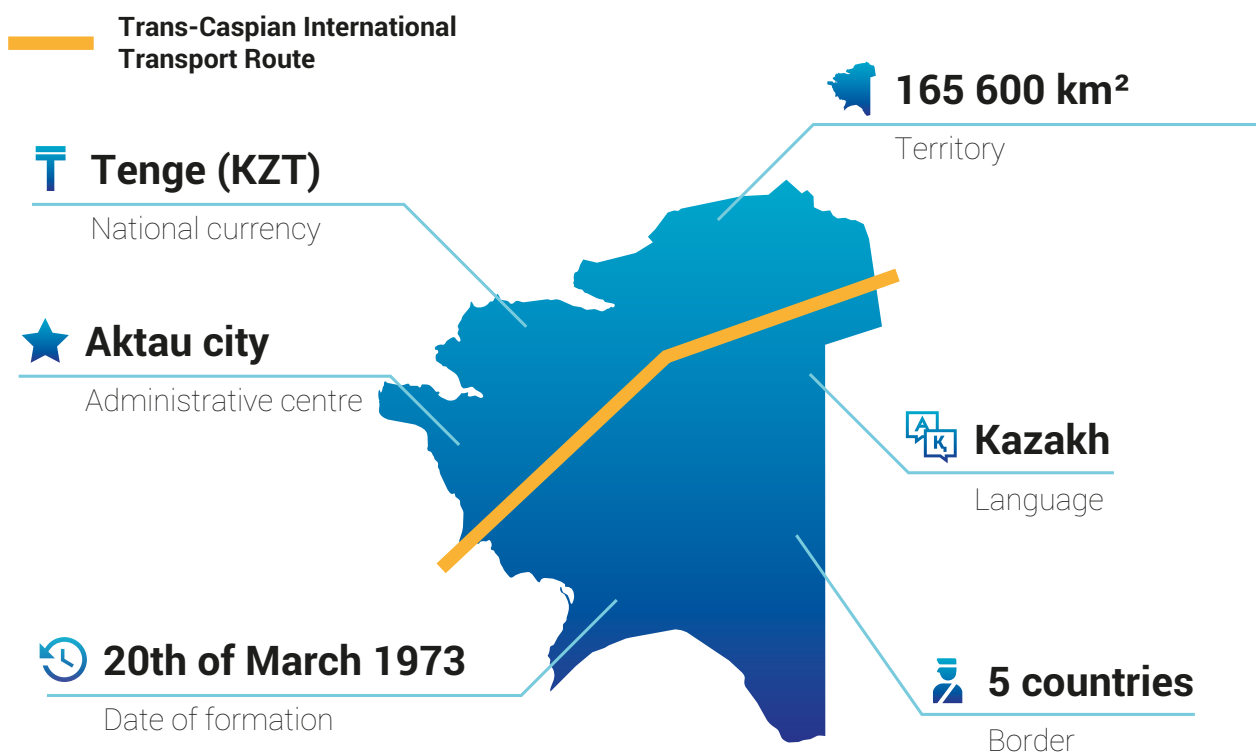 Trans-Caspian International
Transport Route
165 600 km²
Territory
Tenge (KZT)
National currency
Aktau city
Administrative centre
А
Қ
Kazakh
Language
20th of March 1973
Date of formation
5 countries
Border